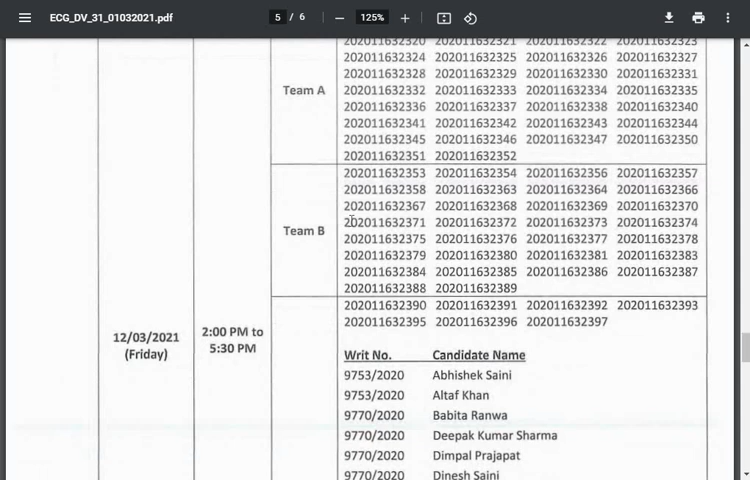 ECG_DV_31_01032021.pdf
5 / 6
125%
202011632320 202011632321 202011632322 202011632323
202011632324 202011632325 202011632326 202011632327
202011632328 202011632329 202011632330 202011632331
Team A
202011632332 202011632333 202011632334 202011632335
202011632336 202011632337 202011632338 202011632340
202011632341 202011632342 202011632343 202011632344
202011632345 202011632346 202011632347 202011632350
202011632351 202011632352
202011632353 202011632354 202011632356 202011632357
202011632358 202011632363 202011632364 202011632366
202011632367 202011632368 202011632369 202011632370
202011632371 202011632372 202011632373 202011632374
Team B
202011632375 202011632376 202011632377 202011632378
202011632379 202011632380 202011632381 202011632383
202011632384 202011632385 202011632386 202011632387
202011632388 202011632389
12/03/2021
(Friday)
2:00 PM to
5:30 PM
202011632390 202011632391 202011632392 202011632393
202011632395 202011632396 202011632397
Writ No. Candidate Name
9753/2020 Abhishek Saini
9753/2020 Altaf Khan
9770/2020 Babita Ranwa
9770/2020 Deepak Kumar Sharma
9770/2020 Dimpal Prajapat
9770/2020 Dinesh Saini